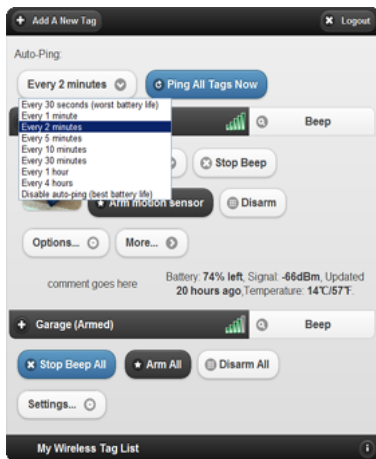 Add A New Tag
Logout
Auto-Ping:
Every 2 minutes
Ping All Tags Now
Every 30 seconds (worst battery life)
Every 1 minute
Every 2 minutes
Every 5 minutes
Every 10 minutes
Every 30 minutes
Every 1 hour
Every 4 hours
Disable auto-ping (best battery life)
Beep
Stop Beep
Arm motion sensor
Disarm
Options...
More...
comment goes here
Battery: 74% left, Signal: -66dBm, Updated
20 hours ago,Temperature: 14℃/57℉.
Garage (Armed)
Beep
Stop Beep All
Arm All
Disarm All
Settings...
My Wireless Tag List